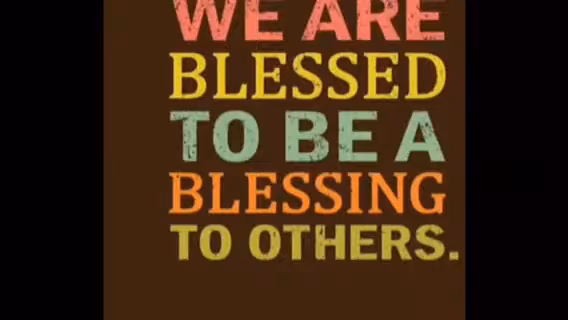 WE ARE
BLESSED
TO BE A
BLESSING
TO OTHERS.